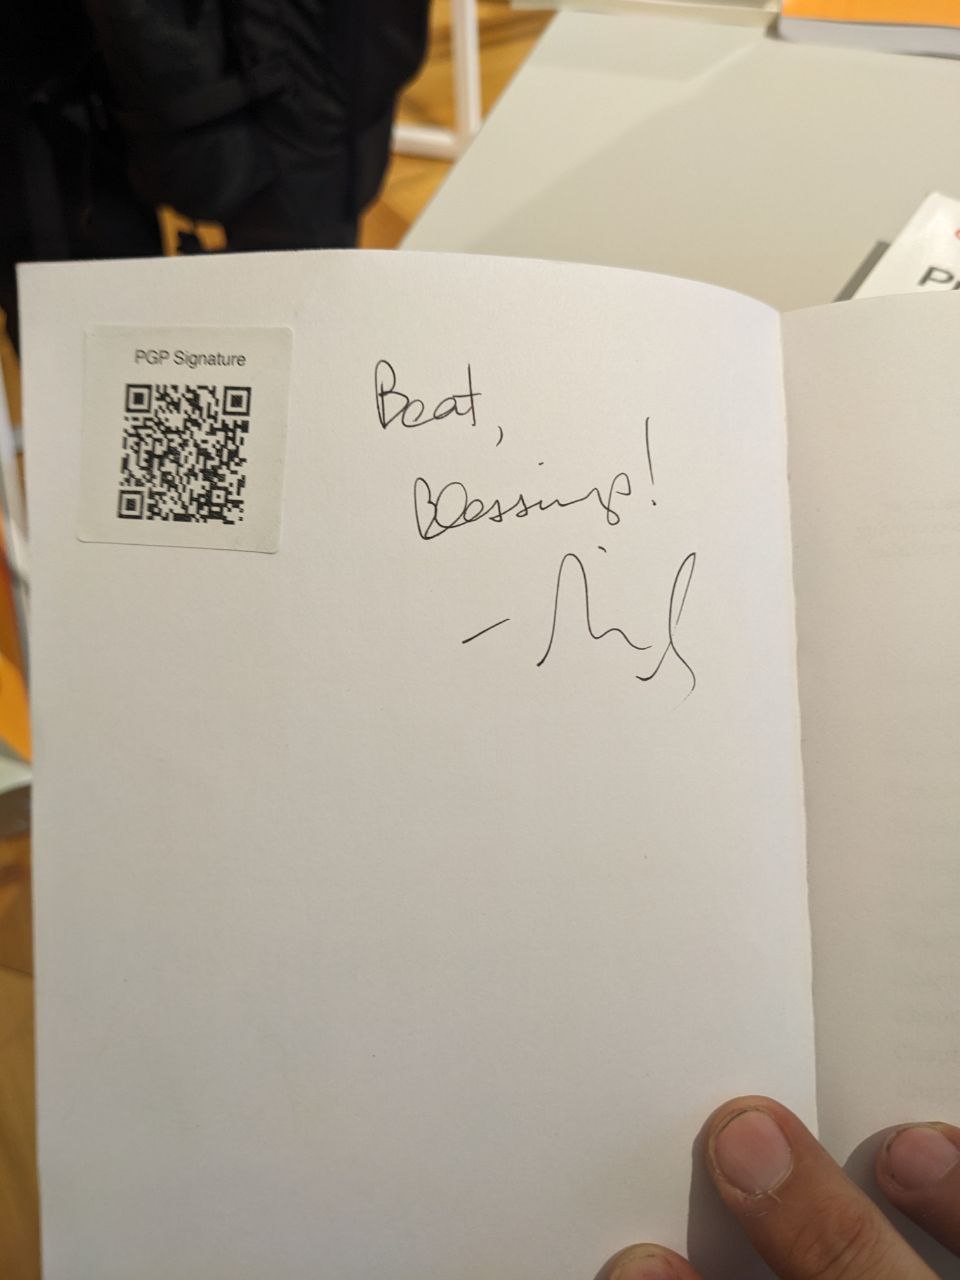 PGP Signature
Beat,
Blessings!